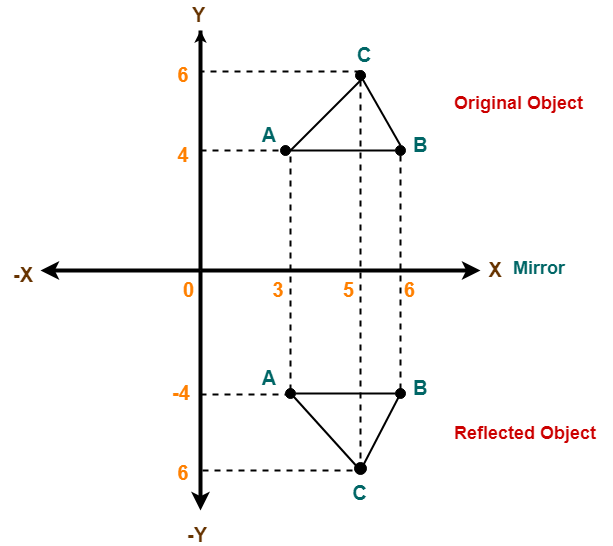 Y
C
6
Original Object
A
B
4
-X
X
Mirror
0
3
5
6
A
B
-4
Reflected Object
6
C
-Y